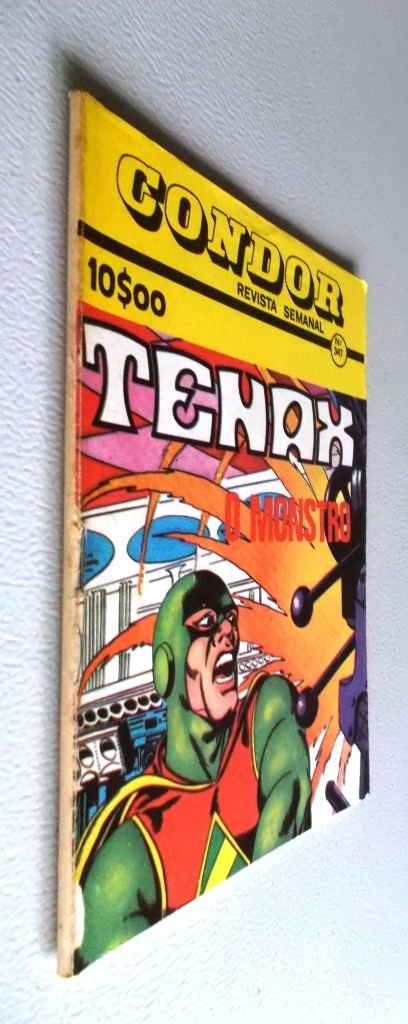 CONDOR
REVISTA SEMANAL
Nº 347
10$00
TENAX
O MONSTRO